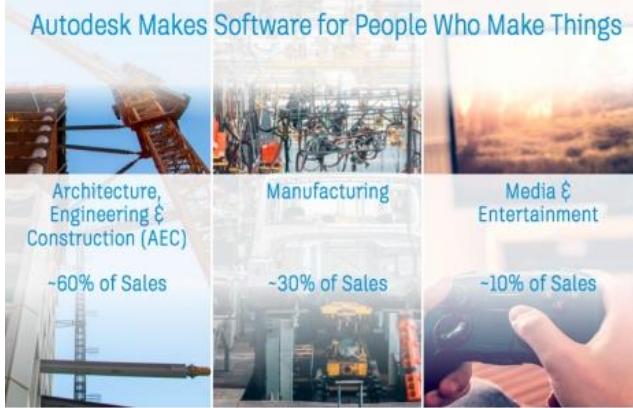 Autodesk Makes Software for People Who Make Things
Architecture,
Engineering &
Construction (AEC)
~60% of Sales
Manufacturing
~30% of Sales
Media &
Entertainment
~10% of Sales